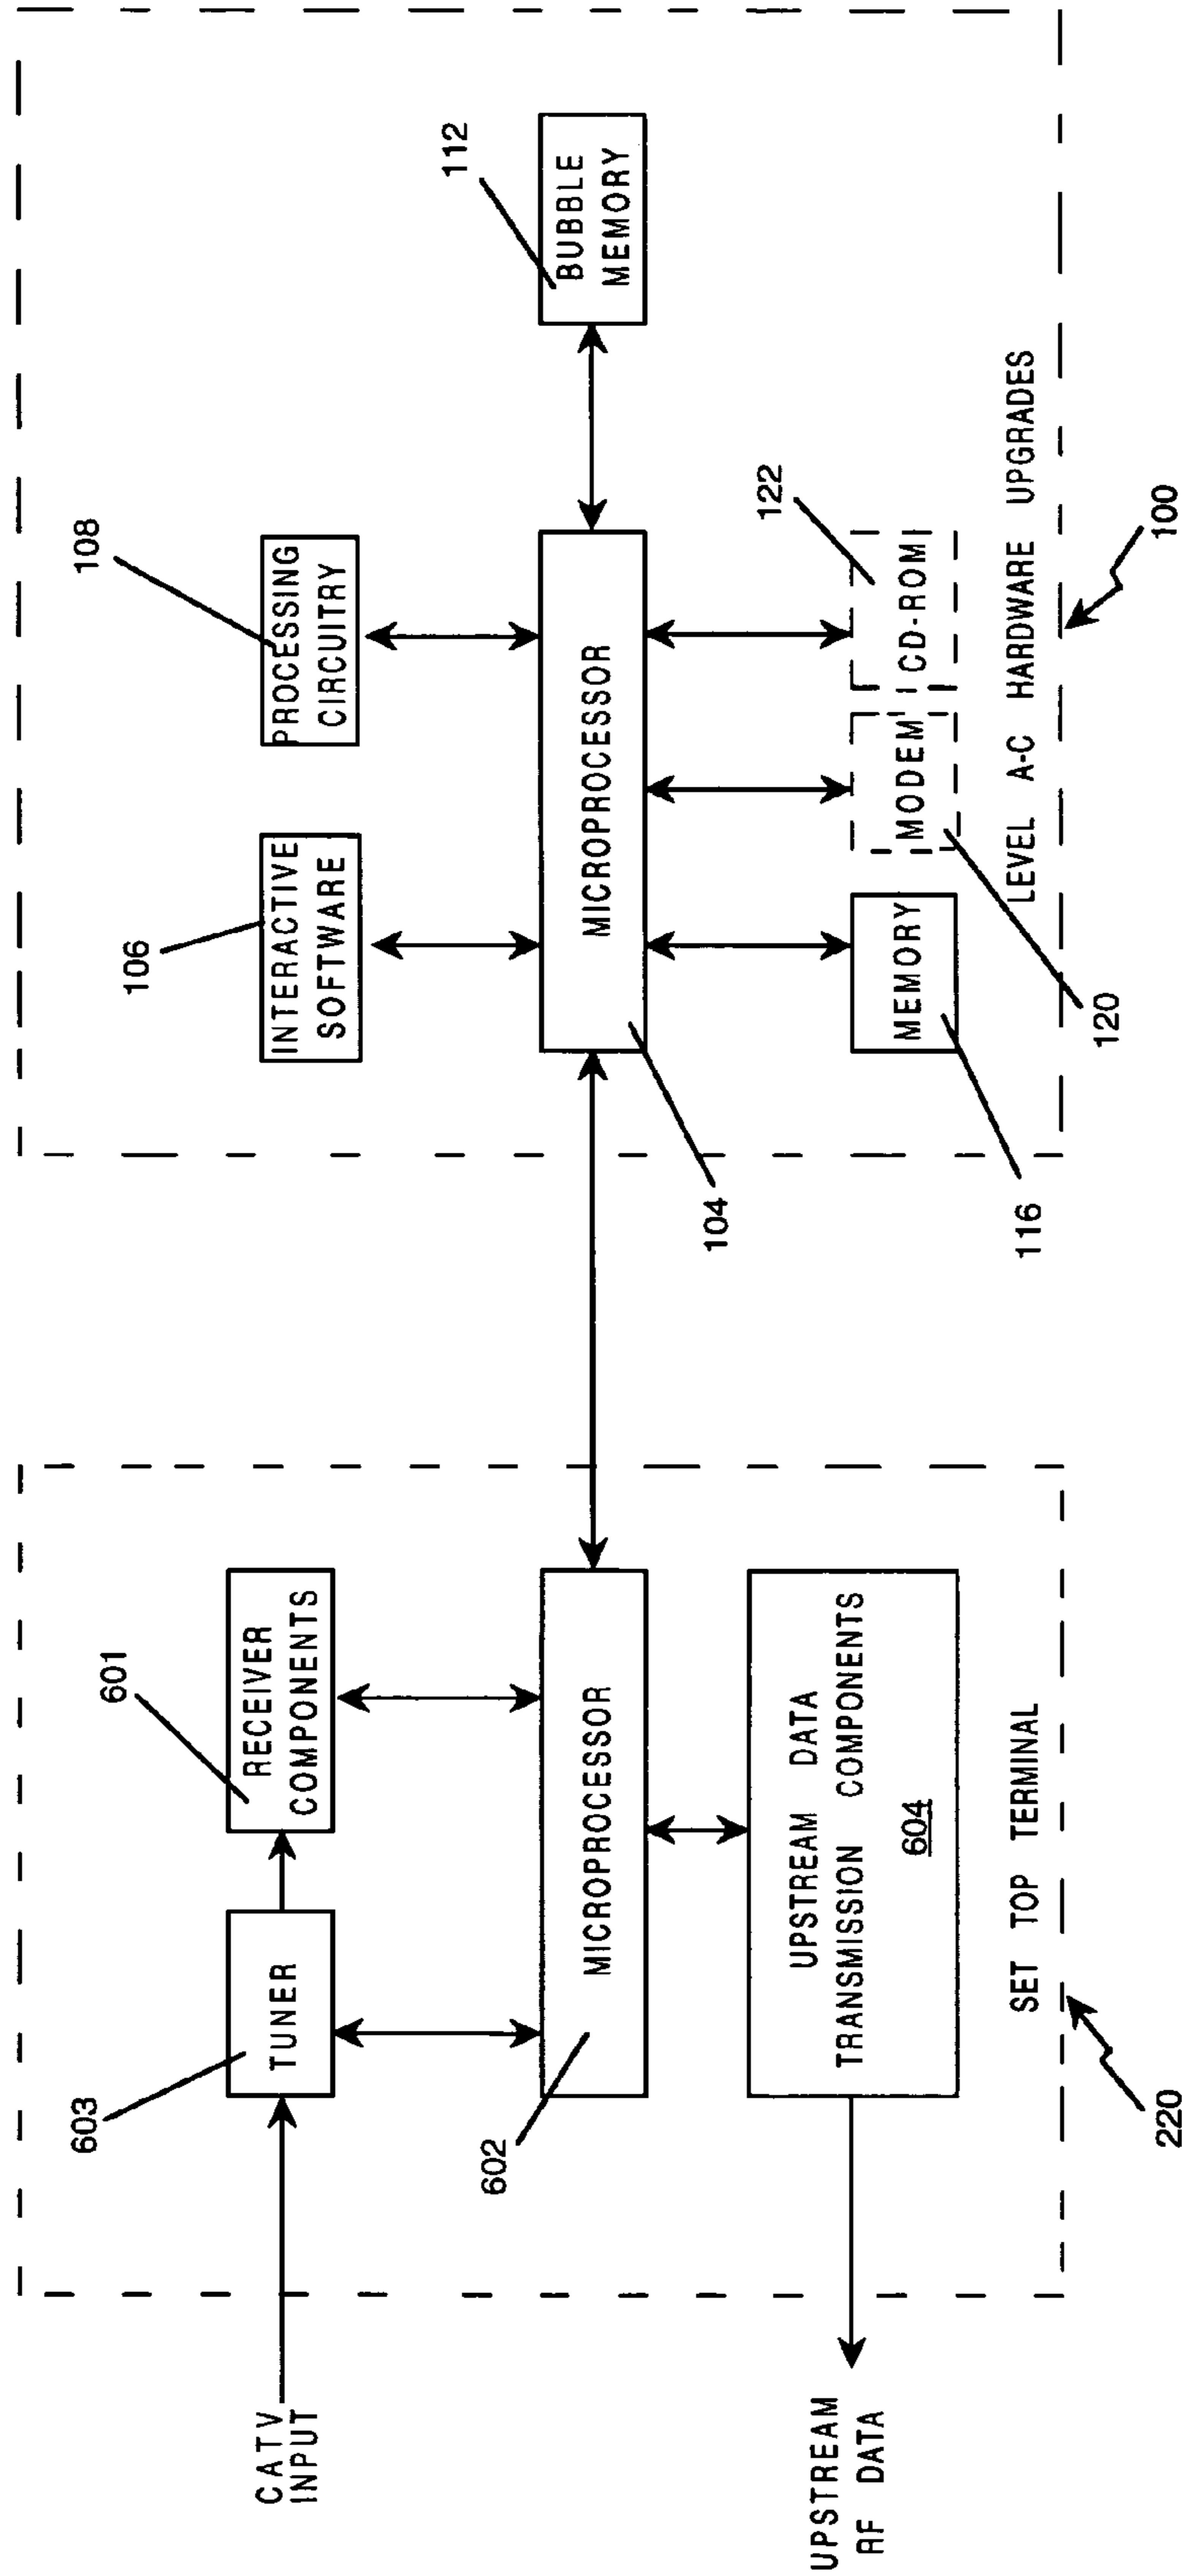 CATV
INPUT
603
TUNER
601
RECEIVER
COMPONENTS
602
MICROPROCESSOR
UPSTREAM DATA
TRANSMISSION COMPONENTS
604
UPSTREAM
RF DATA
SET TOP TERMINAL
220
106
INTERACTIVE
SOFTWARE
108
PROCESSING
CIRCUITRY
104
MICROPROCESSOR
112
BUBBLE
MEMORY
116
MEMORY
120
MODEM
122
CD-ROM
LEVEL A-C HARDWARE UPGRADES
100